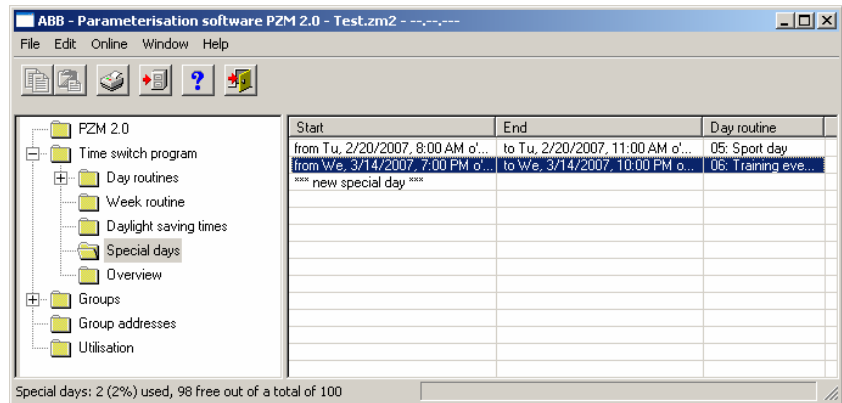 ABB - Parameterisation software PZM 2.0 - Test.zm2 - --.--.---
File Edit Online Window Help
PZM 2.0
Time switch program
Day routines
Week routine
Daylight saving times
Special days
Overview
Groups
Group addresses
Utilisation
Start End Day routine
from Tu, 2/20/2007, 8:00 AM o'... to Tu, 2/20/2007, 11:00 AM o'... 05: Sport day
from We, 3/14/2007, 7:00 PM o'... to We, 3/14/2007, 10:00 PM o... 06: Training eve...
*** new special day ***
Special days: 2 (2%) used, 98 free out of a total of 100